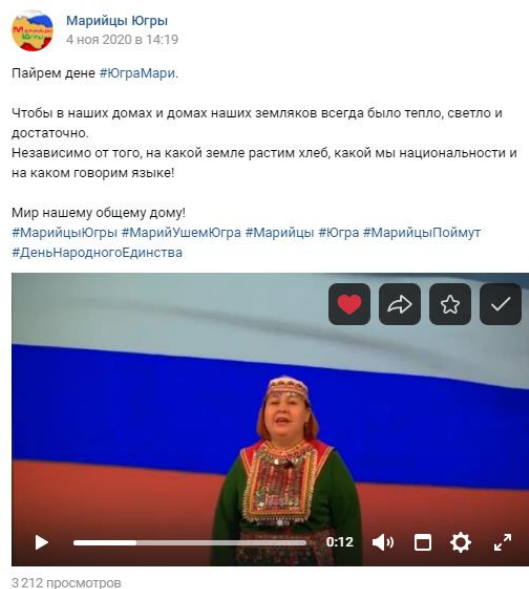 Марийцы Югры
4 ноя 2020 в 14:19
Пайрем дене #ЮграМари.
Чтобы в наших домах и домах наших земляков всегда было тепло, светло и
достаточно.
Независимо от того, на какой земле растим хлеб, какой мы национальности и
на каком говорим языке!
Мир нашему общему дому!
#МарийцыЮгры #МарийУшемЮгра #Марийцы #Югра #МарийцыПоймут
#ДеньНародногоЕдинства
0:12
3 212 просмотров